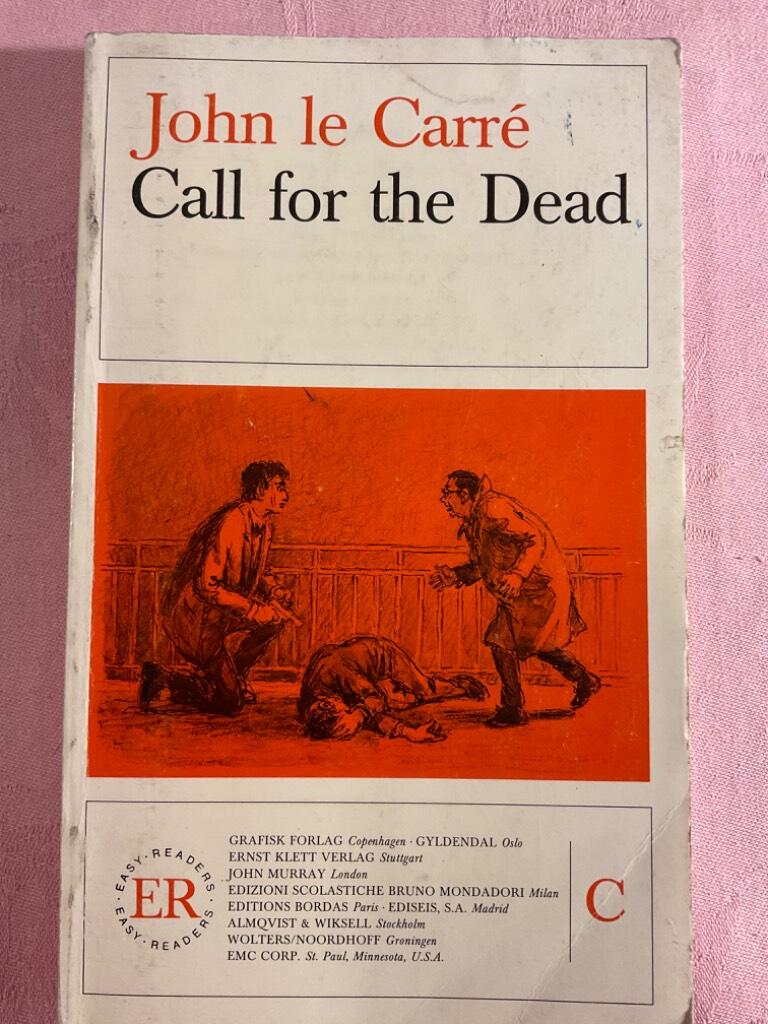 John le Carré
Call for the Dead
· EASY · READERS ·
ER
EASY · READERS
GRAFISK FORLAG Copenhagen · GYLDENDAL Oslo
ERNST KLETT VERLAG Stuttgart
JOHN MURRAY London
EDIZIONI SCOLASTICHE BRUNO MONDADORI Milan
EDITIONS BORDAS Paris · EDISEIS, S.A. Madrid
ALMQVIST & WIKSELL Stockholm
WOLTERS/NOORDHOFF Groningen
EMC CORP. St. Paul, Minnesota, U.S.A.
C